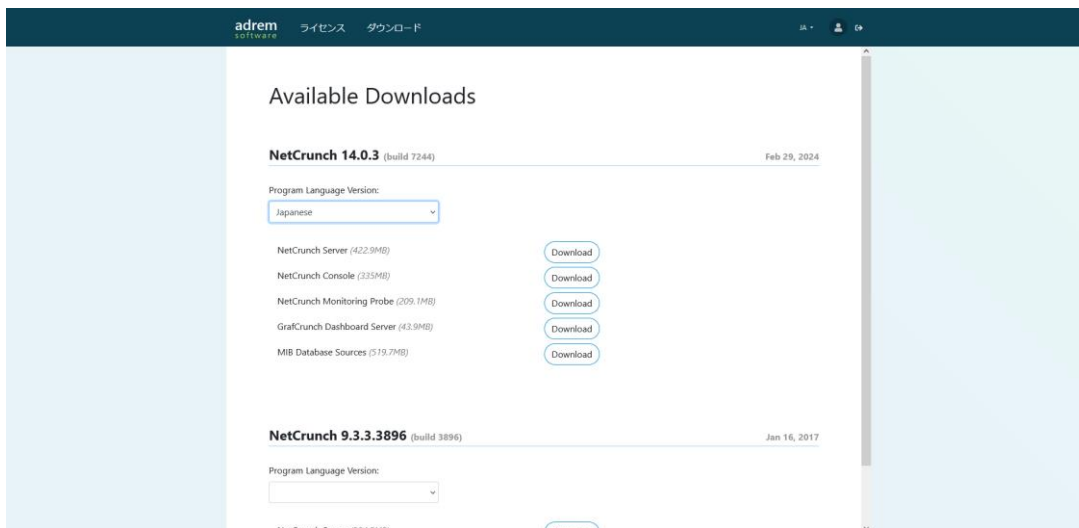 adrem
software
ライセンス ダウンロード JA
Available Downloads
NetCrunch 14.0.3 (build 7244) Feb 29, 2024
Program Language Version:
Japanese
NetCrunch Server (422.9MB) Download
NetCrunch Console (335MB) Download
NetCrunch Monitoring Probe (209.1MB) Download
GrafCrunch Dashboard Server (43.9MB) Download
MIB Database Sources (519.7MB) Download
NetCrunch 9.3.3.3896 (build 3896) Jan 16, 2017
Program Language Version: